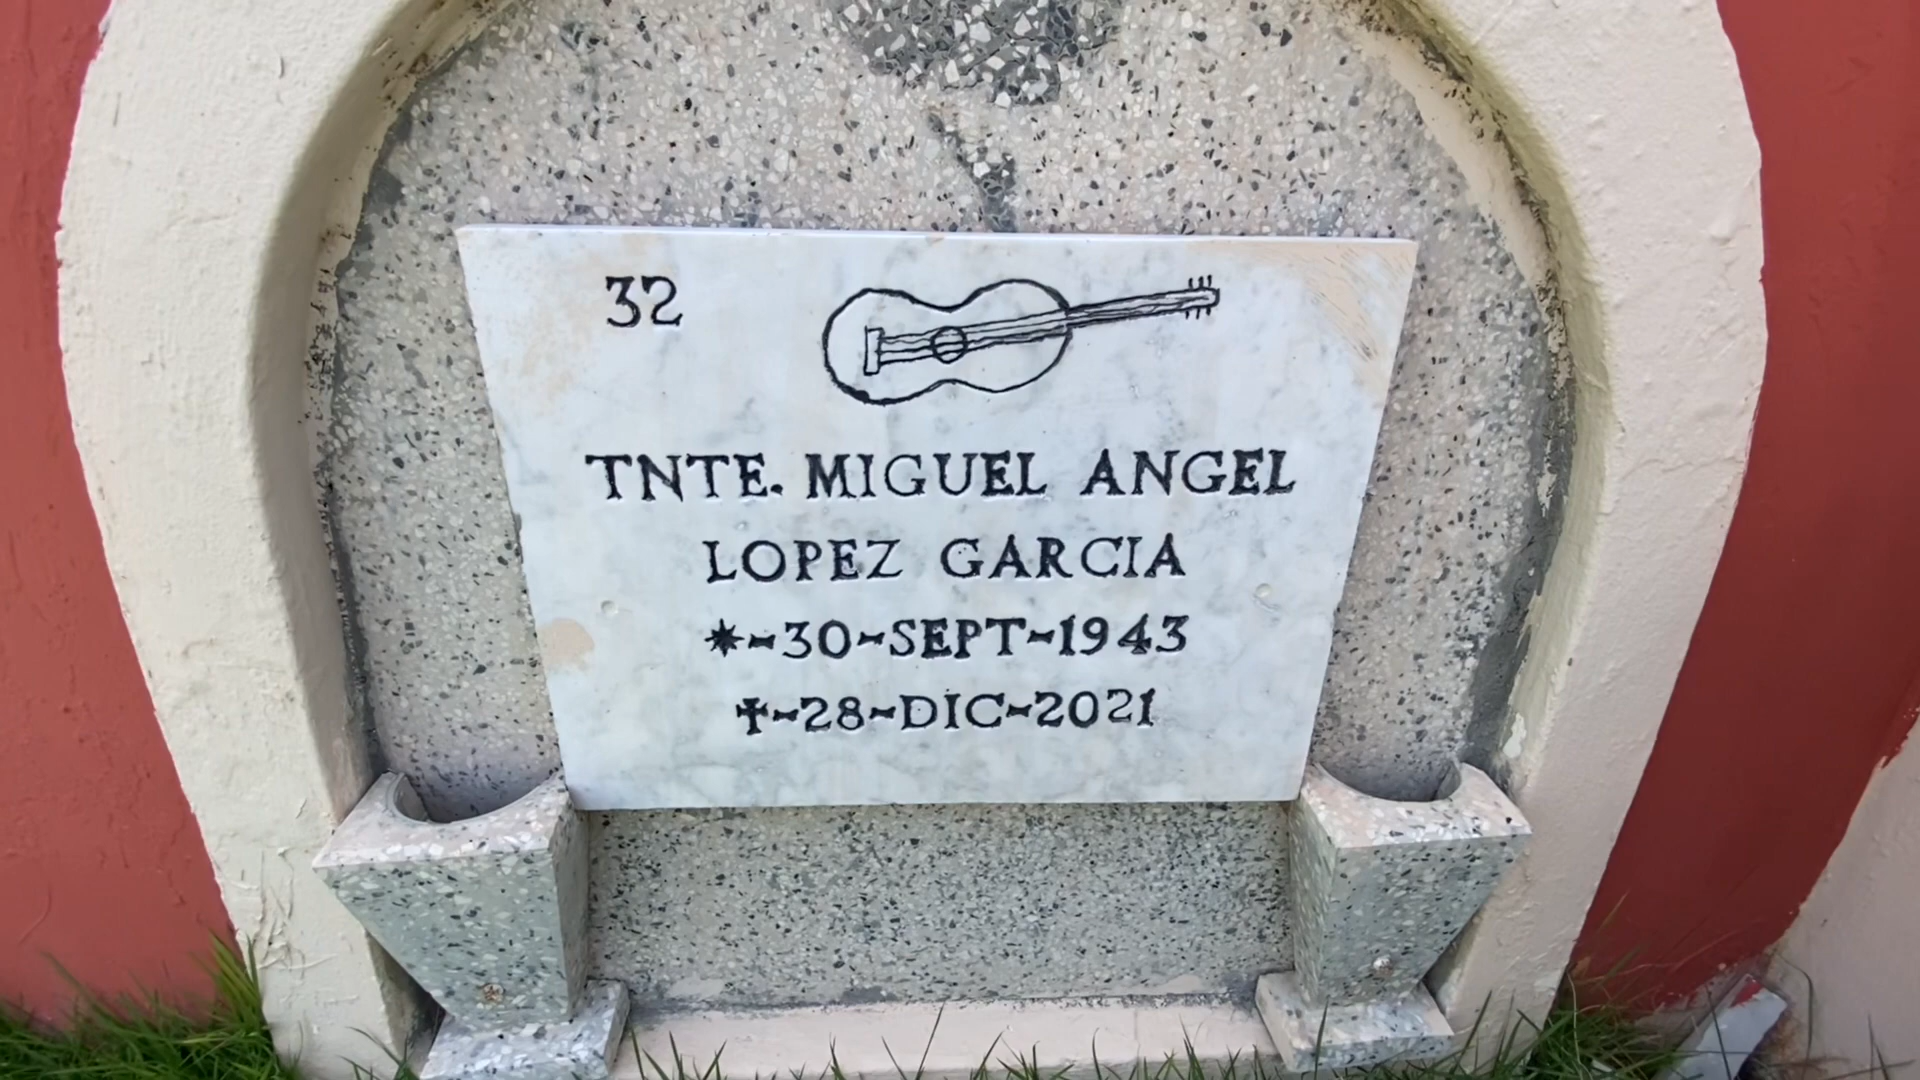 32
TNTE. MIGUEL ANGEL
LOPEZ GARCIA
*-30-SEPT-1943
✝-28-DIC-2021